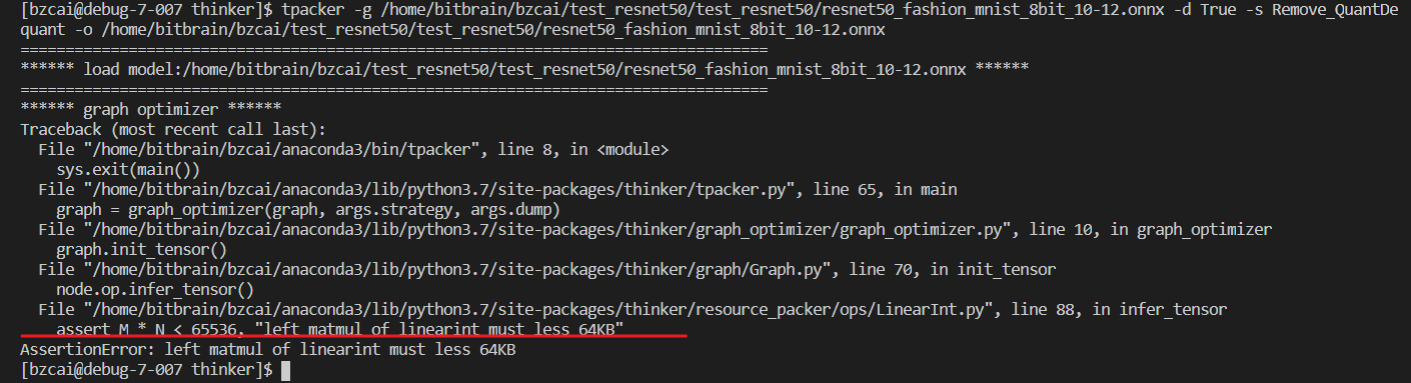 [bzcai@debug-7-007 thinker]$ tpacker -g /home/bitbrain/bzcai/test_resnet50/test_resnet50/resnet50_fashion_mnist_8bit_10-12.onnx -d True -s Remove_QuantDe
quant -o /home/bitbrain/bzcai/test_resnet50/test_resnet50/resnet50_fashion_mnist_8bit_10-12.onnx
===================================================================================
****** load model:/home/bitbrain/bzcai/test_resnet50/test_resnet50/resnet50_fashion_mnist_8bit_10-12.onnx ******
===================================================================================
****** graph optimizer ******
Traceback (most recent call last):
  File "/home/bitbrain/bzcai/anaconda3/bin/tpacker", line 8, in <module>
    sys.exit(main())
  File "/home/bitbrain/bzcai/anaconda3/lib/python3.7/site-packages/thinker/tpacker.py", line 65, in main
    graph = graph_optimizer(graph, args.strategy, args.dump)
  File "/home/bitbrain/bzcai/anaconda3/lib/python3.7/site-packages/thinker/graph_optimizer/graph_optimizer.py", line 10, in graph_optimizer
    graph.init_tensor()
  File "/home/bitbrain/bzcai/anaconda3/lib/python3.7/site-packages/thinker/graph/Graph.py", line 70, in init_tensor
    node.op.infer_tensor()
  File "/home/bitbrain/bzcai/anaconda3/lib/python3.7/site-packages/thinker/resource_packer/ops/LinearInt.py", line 88, in infer_tensor
    assert M * N < 65536, "left matmul of linearint must less 64KB"
AssertionError: left matmul of linearint must less 64KB
[bzcai@debug-7-007 thinker]$